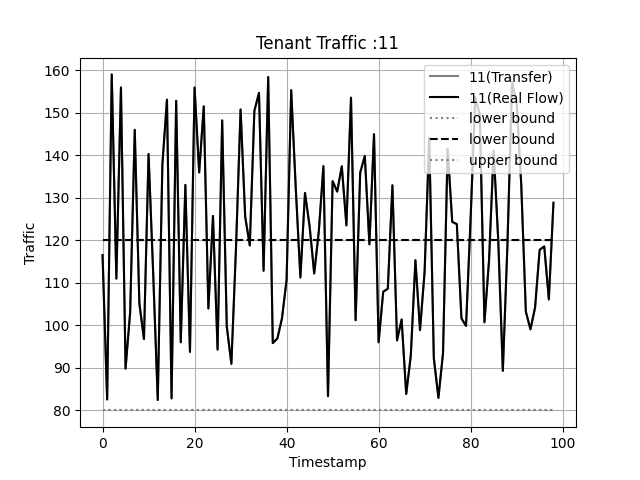 Tenant Traffic :11
160
150
140
130
120
110
100
90
80
Traffic
0
20
40
60
80
100
Timestamp
11(Transfer)
11(Real Flow)
lower bound
lower bound
upper bound